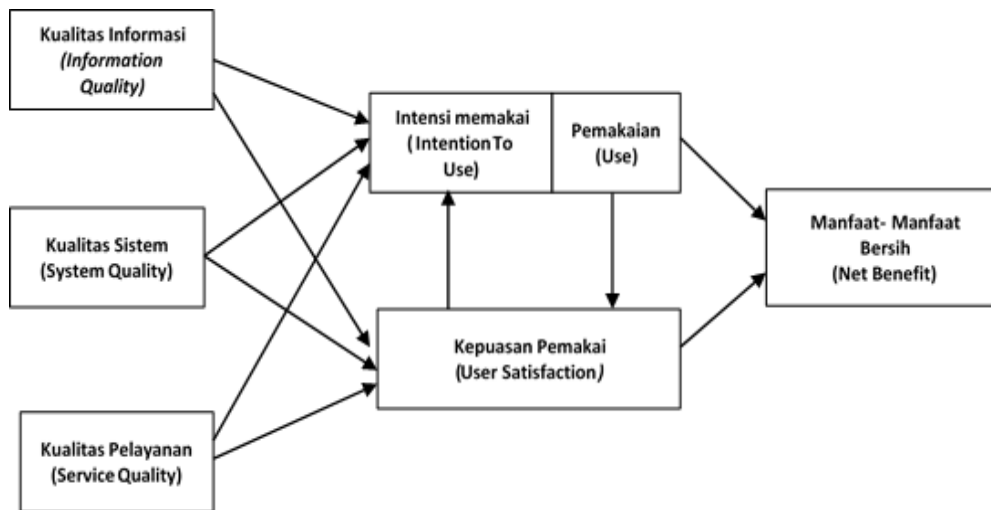 Kualitas Informasi
(Information
Quality)
Intensi memakai
( Intention To
Use)
Pemakaian
(Use)
Kualitas Sistem
(System Quality)
Manfaat- Manfaat
Bersih
(Net Benefit)
Kepuasan Pemakai
(User Satisfaction)
Kualitas Pelayanan
(Service Quality)